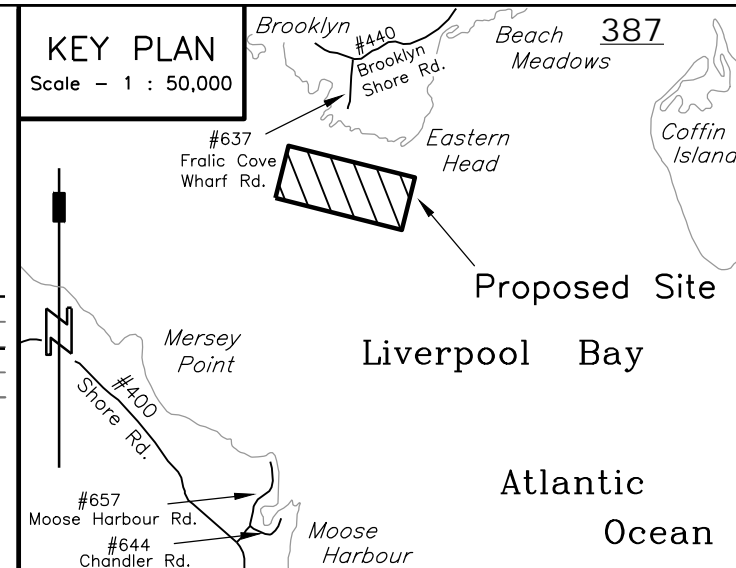 KEY PLAN
Scale - 1 : 50,000
Brooklyn
#440
Brooklyn
Shore Rd.
Beach
Meadows
387
#637
Fralic Cove
Wharf Rd.
Eastern
Head
Coffin
Island
Proposed Site
Mersey
Point
Liverpool Bay
#400
Shore Rd.
Atlantic
Ocean
#657
Moose Harbour Rd.
#644
Chandler Rd.
Moose
Harbour